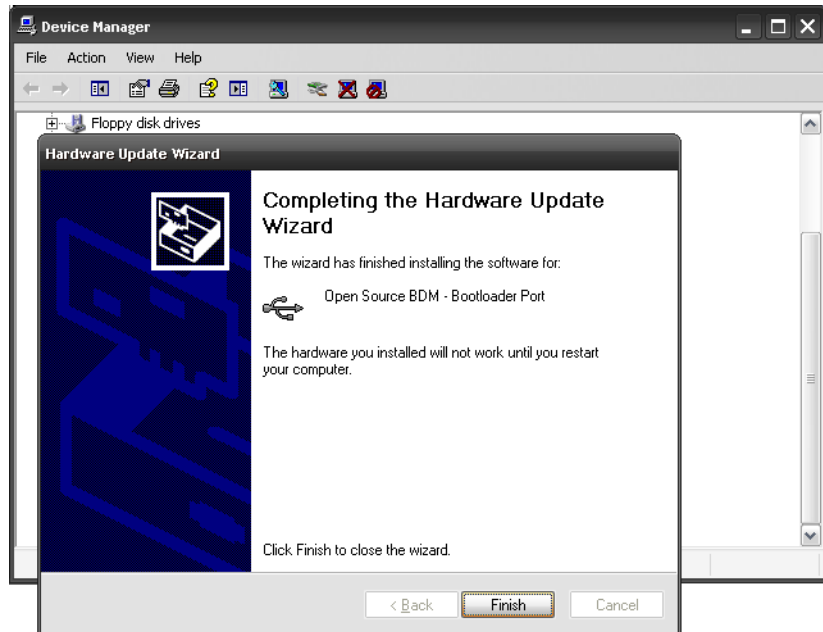 Device Manager
File Action View Help
Floppy disk drives
Hardware Update Wizard
Completing the Hardware Update
Wizard
The wizard has finished installing the software for:
Open Source BDM - Bootloader Port
The hardware you installed will not work until you restart
your computer.
Click Finish to close the wizard.
< Back Finish Cancel